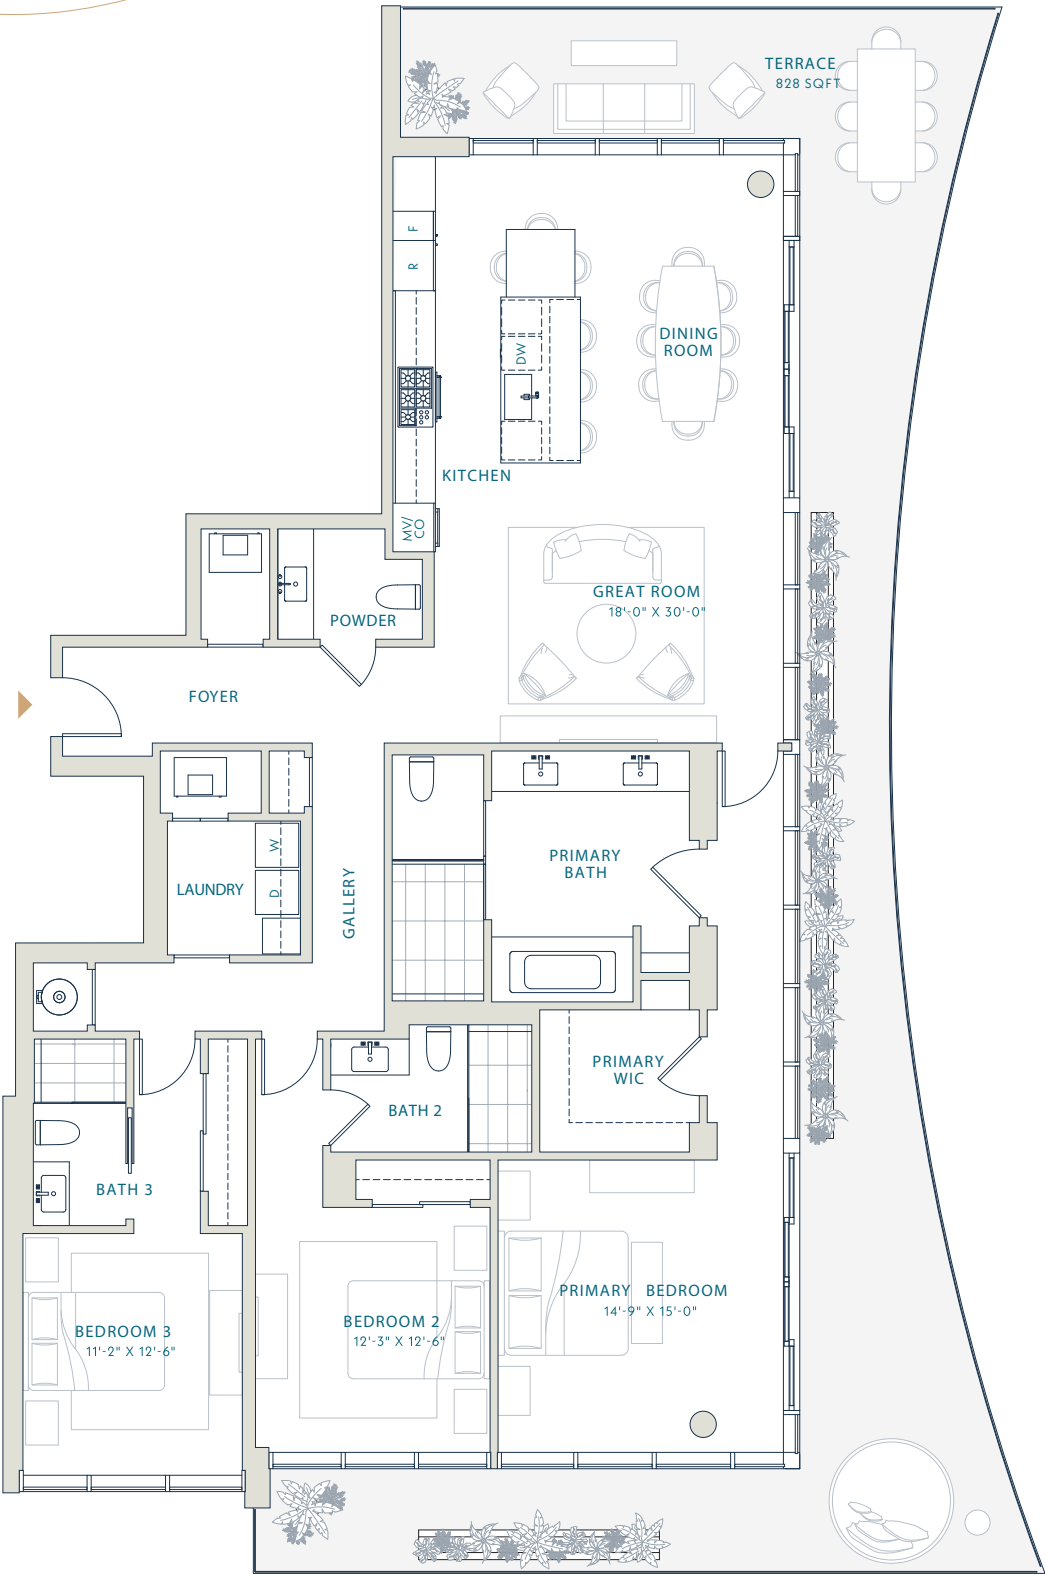 TERRACE
828 SQFT
F
R
DW
DINING
ROOM
KITCHEN
MV/
CO
GREAT ROOM
18'-0" X 30'-0"
POWDER
FOYER
W
D
LAUNDRY
GALLERY
PRIMARY
BATH
PRIMARY
WIC
BATH 2
BATH 3
PRIMARY BEDROOM
14'-9" X 15'-0"
BEDROOM 2
12'-3" X 12'-6"
BEDROOM 3
11'-2" X 12'-6"